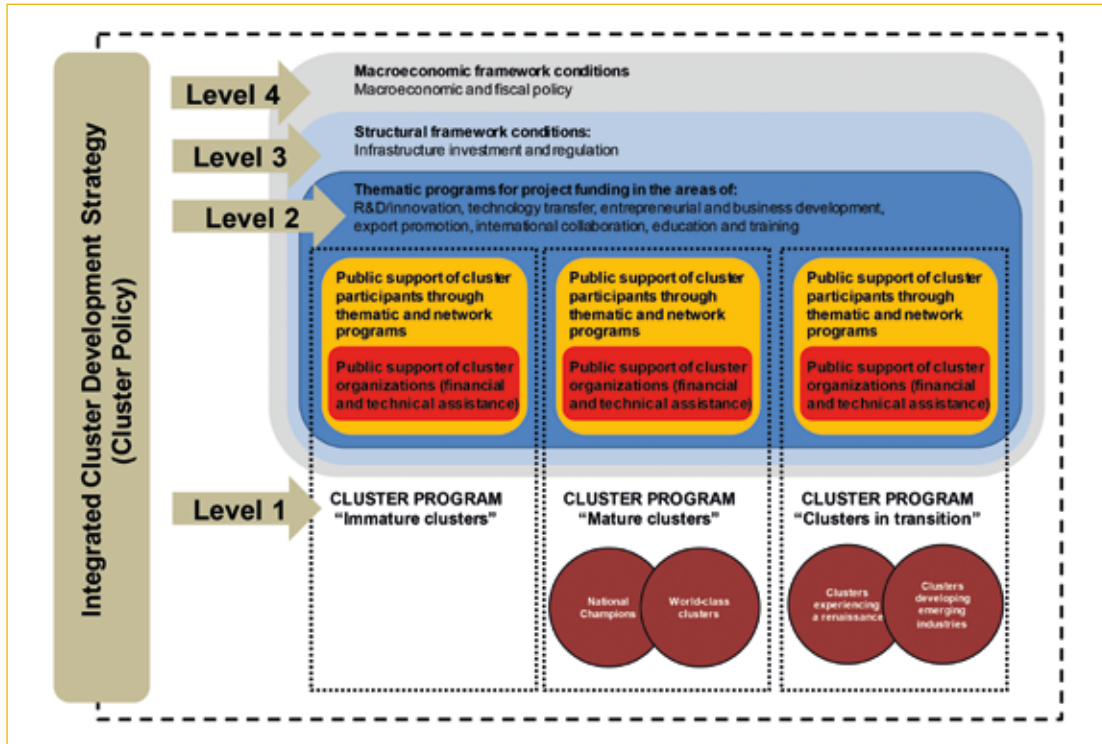 Integrated Cluster Development Strategy
(Cluster Policy)
Level 4
Macroeconomic framework conditions
Macroeconomic and fiscal policy
Level 3
Structural framework conditions:
Infrastructure investment and regulation
Level 2
Thematic programs for project funding in the areas of:
R&D/innovation, technology transfer, entrepreneurial and business development,
export promotion, international collaboration, education and training
Public support of cluster
participants through
thematic and network
programs
Public support of cluster
organizations (financial
and technical assistance)
Public support of cluster
participants through
thematic and network
programs
Public support of cluster
organizations (financial
and technical assistance)
Public support of cluster
participants through
thematic and network
programs
Public support of cluster
organizations (financial
and technical assistance)
Level 1
CLUSTER PROGRAM
“Immature clusters”
CLUSTER PROGRAM
“Mature clusters”
National
Champions
World-class
clusters
CLUSTER PROGRAM
“Clusters in transition”
Clusters
experiencing
a renaissance
Clusters
developing
emerging
industries